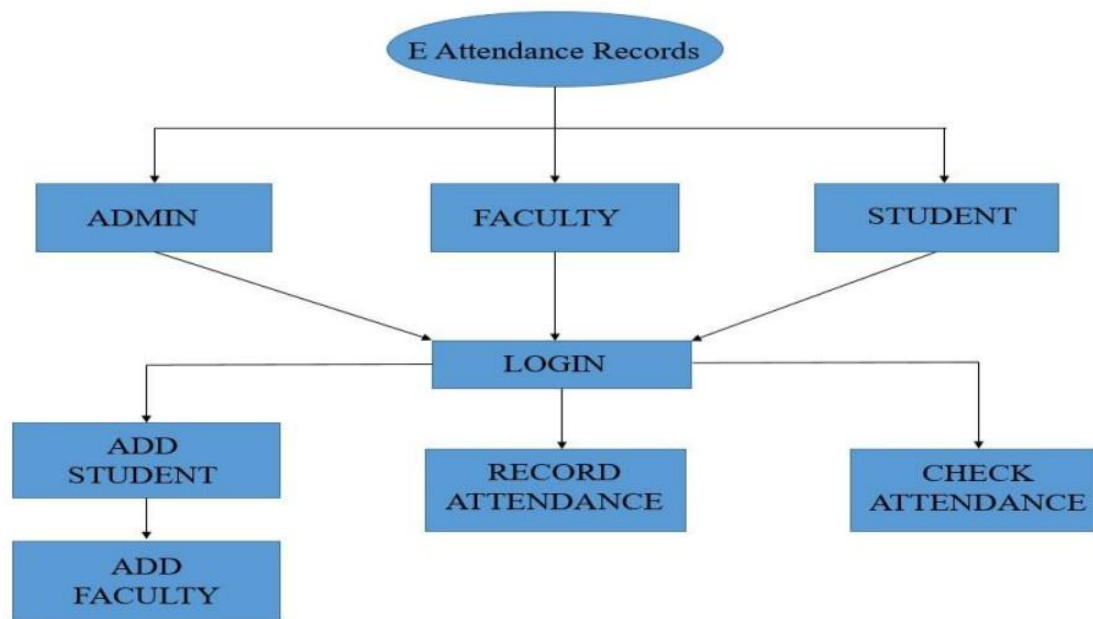 E Attendance Records
ADMIN
FACULTY
STUDENT
LOGIN
ADD
STUDENT
RECORD
ATTENDANCE
CHECK
ATTENDANCE
ADD
FACULTY